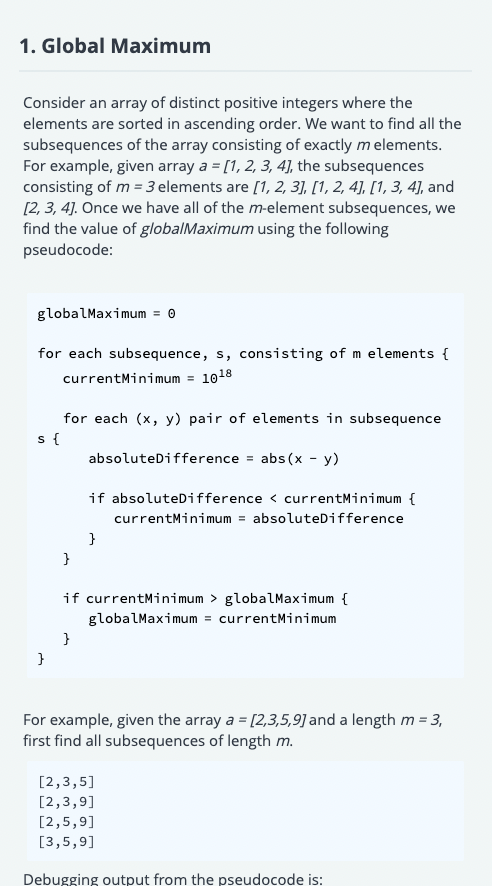 1. Global Maximum
Consider an array of distinct positive integers where the
elements are sorted in ascending order. We want to find all the
subsequences of the array consisting of exactly m elements.
For example, given array a = [1, 2, 3, 4], the subsequences
consisting of m = 3 elements are [1, 2, 3], [1, 2, 4], [1, 3, 4], and
[2, 3, 4]. Once we have all of the m-element subsequences, we
find the value of globalMaximum using the following
pseudocode:
globalMaximum = 0
for each subsequence, s, consisting of m elements {
currentMinimum = 10¹⁸
for each (x, y) pair of elements in subsequence
s {
absoluteDifference = abs(x - y)
if absoluteDifference < currentMinimum {
currentMinimum = absoluteDifference
}
}
if currentMinimum > globalMaximum {
globalMaximum = currentMinimum
}
}
For example, given the array a = [2,3,5,9] and a length m = 3,
first find all subsequences of length m.
[2,3,5]
[2,3,9]
[2,5,9]
[3,5,9]
Debugging output from the pseudocode is: